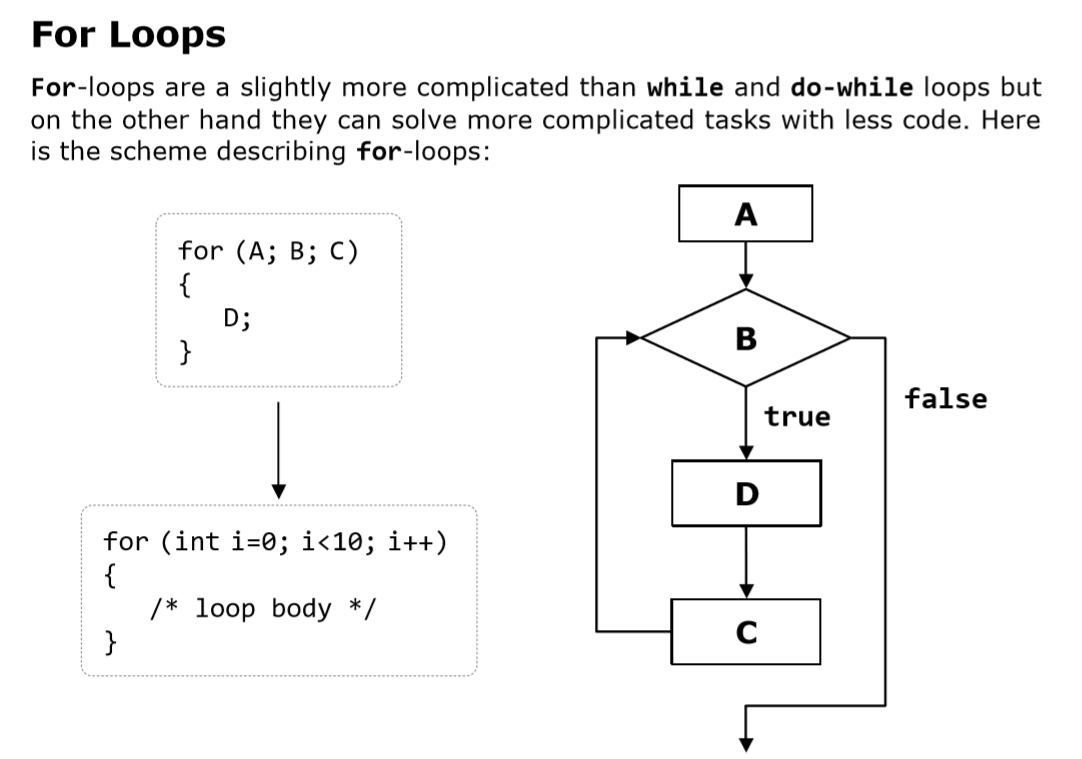 For Loops
For-loops are a slightly more complicated than while and do-while loops but
on the other hand they can solve more complicated tasks with less code. Here
is the scheme describing for-loops:
for (A; B; C)
{
D;
}
for (int i=0; i<10; i++)
{
/* loop body */
}
A
B
true
false
D
C